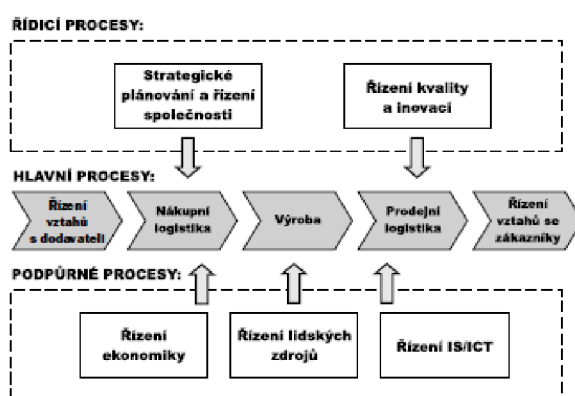 ŘÍDICÍ PROCESY:
Strategické
plánování a řízení
společnosti
Řízení kvality
a inovací
HLAVNÍ PROCESY:
Řízení
vztahů
s dodavateli
Nákupní
logistika
Výroba
Prodejní
logistika
Řízení
vztahů se
zákazníky
PODPŮRNÉ PROCESY:
Řízení
ekonomiky
Řízení lidských
zdrojů
Řízení IS/ICT